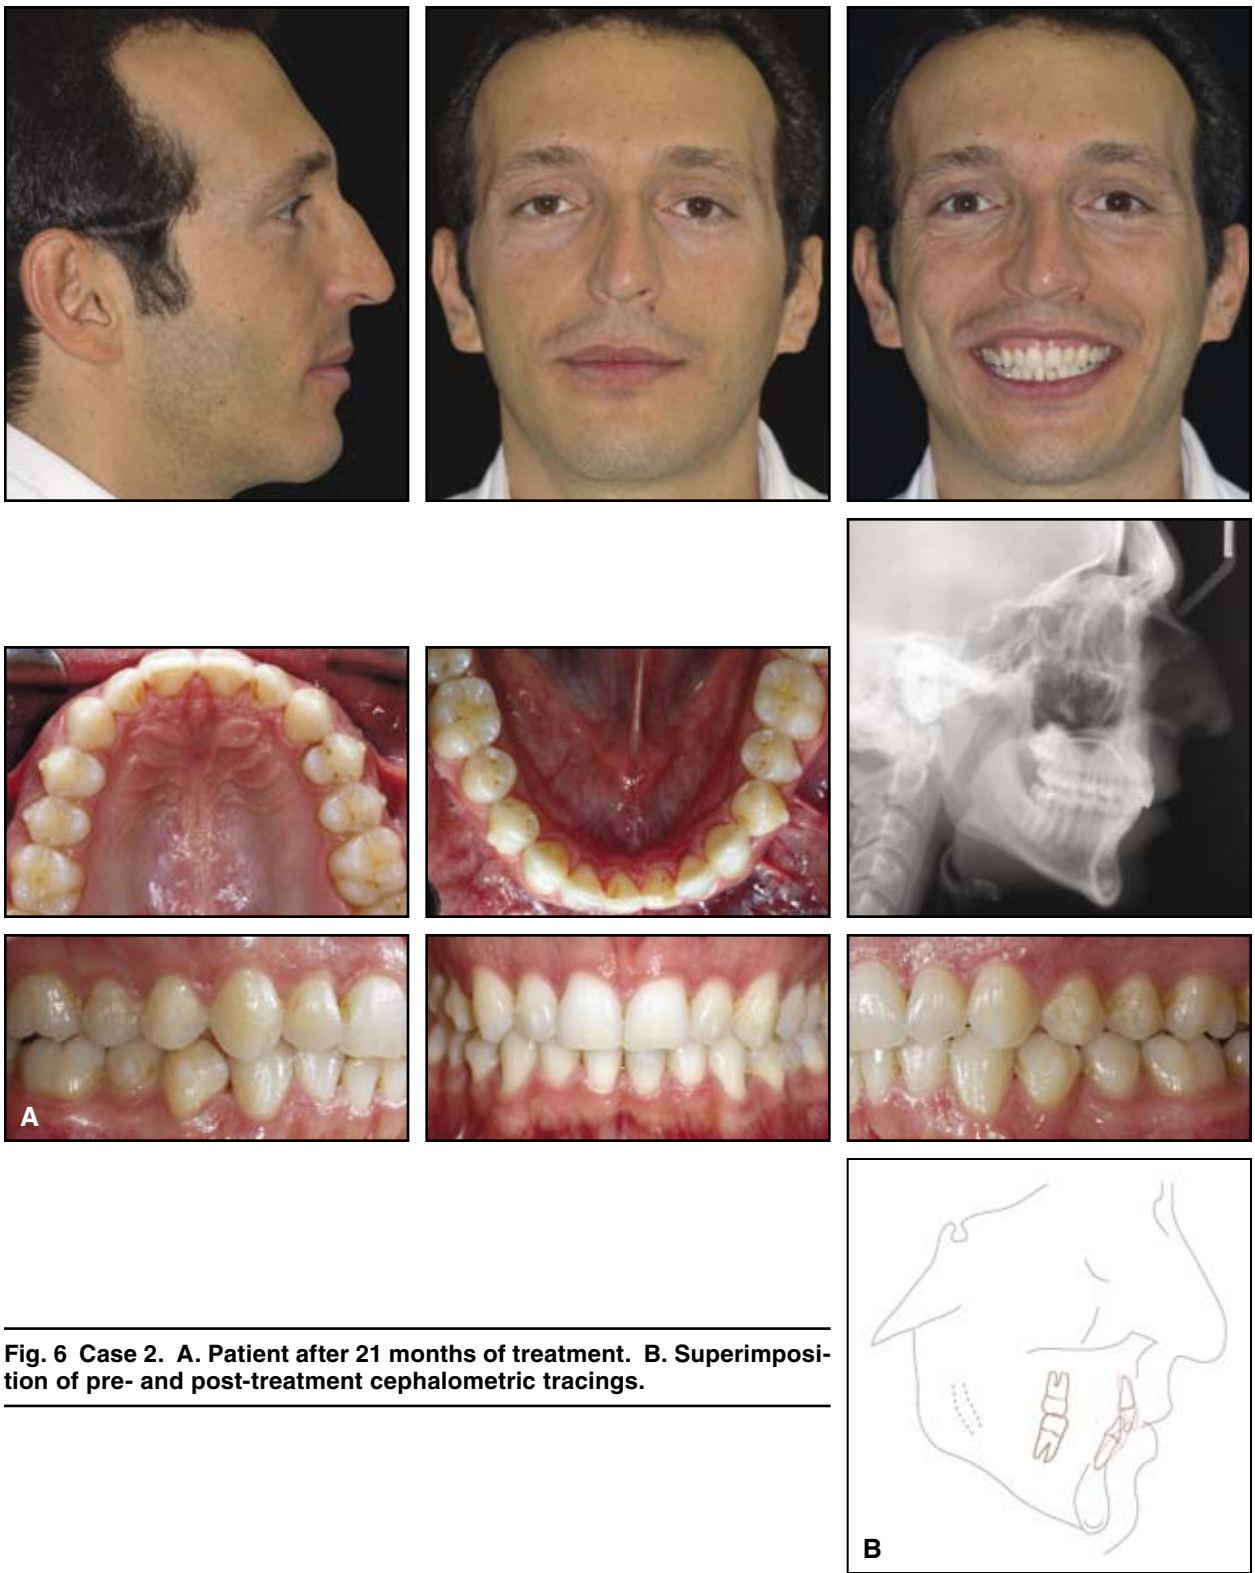 A
Fig. 6 Case 2. A. Patient after 21 months of treatment. B. Superimposi-
tion of pre- and post-treatment cephalometric tracings.
B